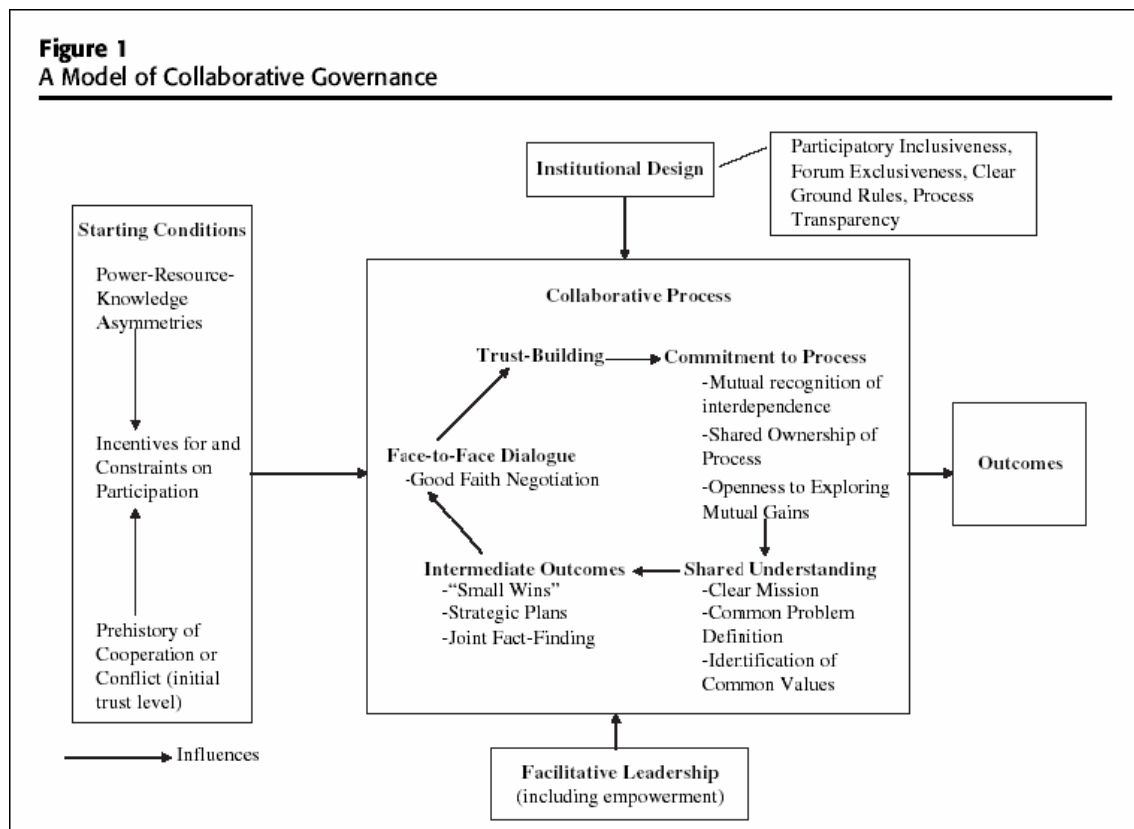 Figure 1
A Model of Collaborative Governance
Institutional Design
Participatory Inclusiveness,
Forum Exclusiveness, Clear
Ground Rules, Process
Transparency
Starting Conditions
Power-Resource-
Knowledge
Asymmetries
Incentives for and
Constraints on
Participation
Prehistory of
Cooperation or
Conflict (initial
trust level)
Influences
Collaborative Process
Trust-Building
Commitment to Process
-Mutual recognition of
interdependence
-Shared Ownership of
Process
-Openness to Exploring
Mutual Gains
Face-to-Face Dialogue
-Good Faith Negotiation
Intermediate Outcomes
-“Small Wins”
-Strategic Plans
-Joint Fact-Finding
Shared Understanding
-Clear Mission
-Common Problem
Definition
-Identification of
Common Values
Outcomes
Facilitative Leadership
(including empowerment)